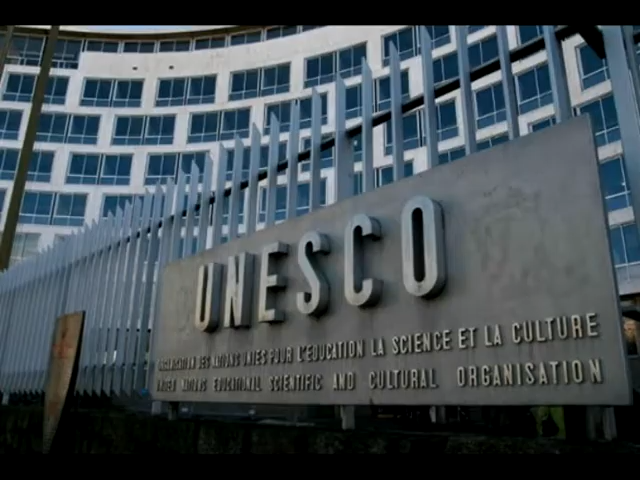 UNESCO
ORGANISATION DES NATIONS UNIES POUR L'EDUCATION LA SCIENCE ET LA CULTURE
UNITED NATIONS EDUCATIONAL SCIENTIFIC AND CULTURAL ORGANISATION